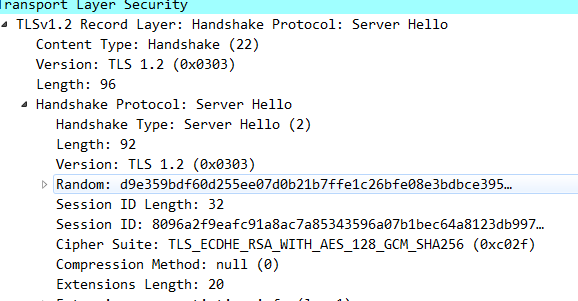 Transport Layer Security
TLSv1.2 Record Layer: Handshake Protocol: Server Hello
Content Type: Handshake (22)
Version: TLS 1.2 (0x0303)
Length: 96
Handshake Protocol: Server Hello
Handshake Type: Server Hello (2)
Length: 92
Version: TLS 1.2 (0x0303)
Random: d9e359bdf60d255ee07d0b21b7ffe1c26bfe08e3bdbce395…
Session ID Length: 32
Session ID: 8096a2f9eafc91a8ac7a85343596a07b1bec64a8123db997…
Cipher Suite: TLS_ECDHE_RSA_WITH_AES_128_GCM_SHA256 (0xc02f)
Compression Method: null (0)
Extensions Length: 20